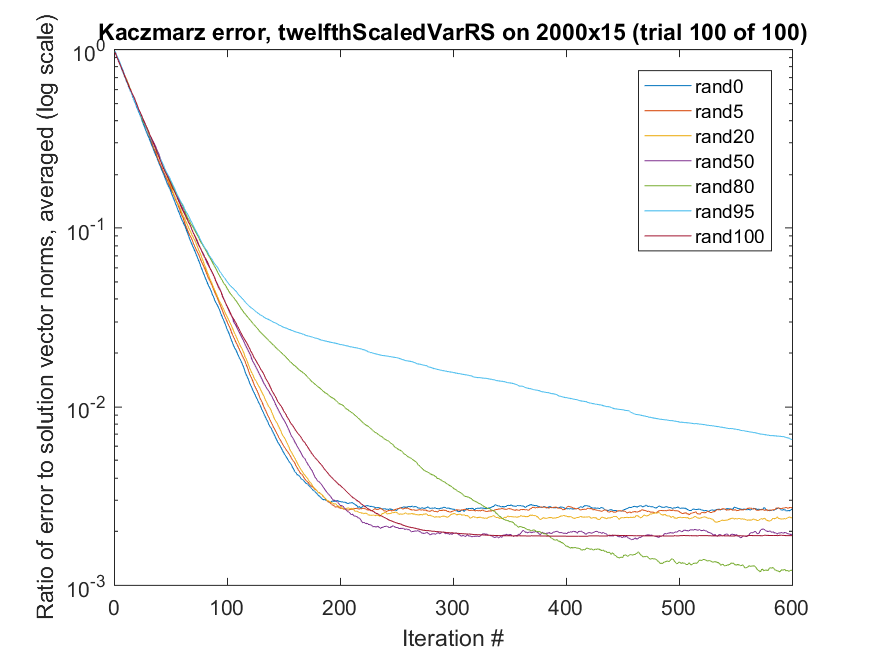 Kaczmarz error, twelfthScaledVarRS on 2000x15 (trial 100 of 100)
Ratio of error to solution vector norms, averaged (log scale)
10^0
10^-1
10^-2
10^-3
rand0
rand5
rand20
rand50
rand80
rand95
rand100
0 100 200 300 400 500 600
Iteration #